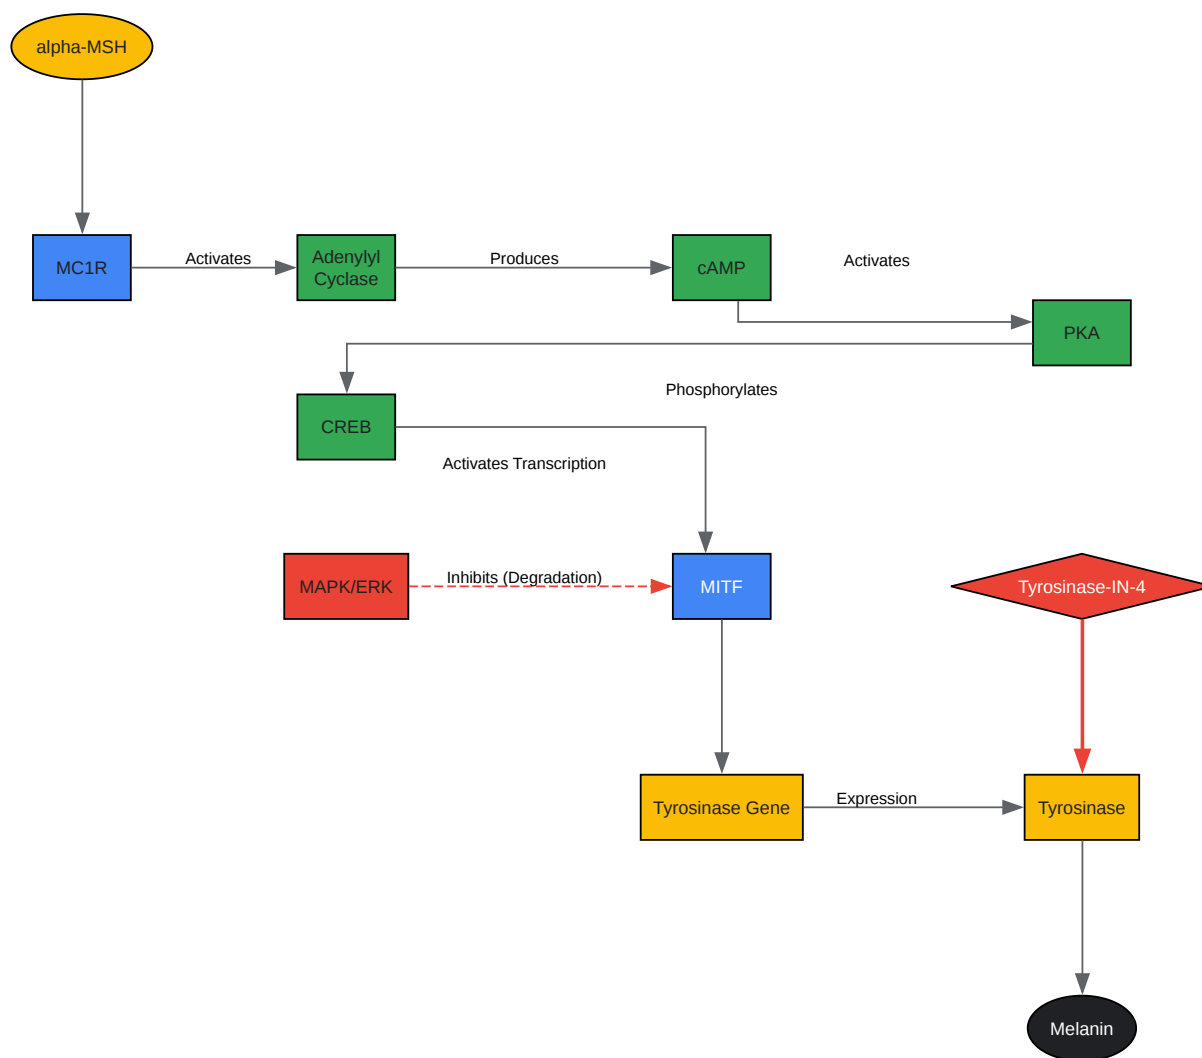 alpha-MSH
MC1R
Activates
Adenylyl
Cyclase
Produces
cAMP
Activates
PKA
Phosphorylates
CREB
Activates Transcription
MAPK/ERK
Inhibits (Degradation)
MITF
Tyrosinase-IN-4
Tyrosinase Gene
Expression
Tyrosinase
Melanin